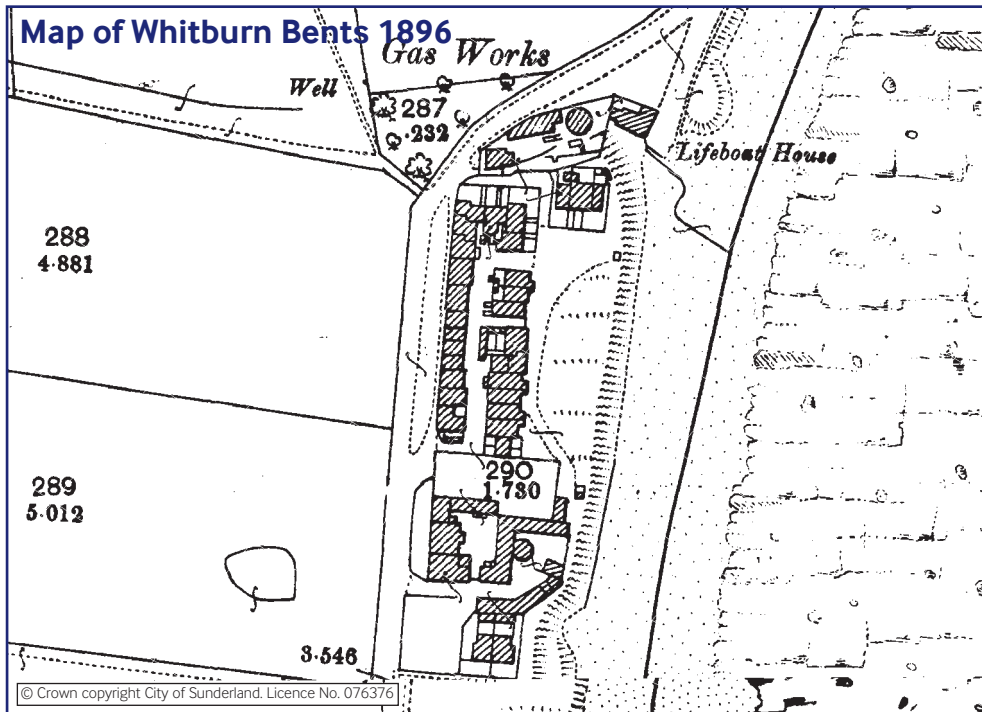 Map of Whitburn Bents 1896
Gas Works
Well
287
·232
Lifeboat House
288
4·881
290
1·730
289
5·012
3·546
© Crown copyright City of Sunderland. Licence No. 076376